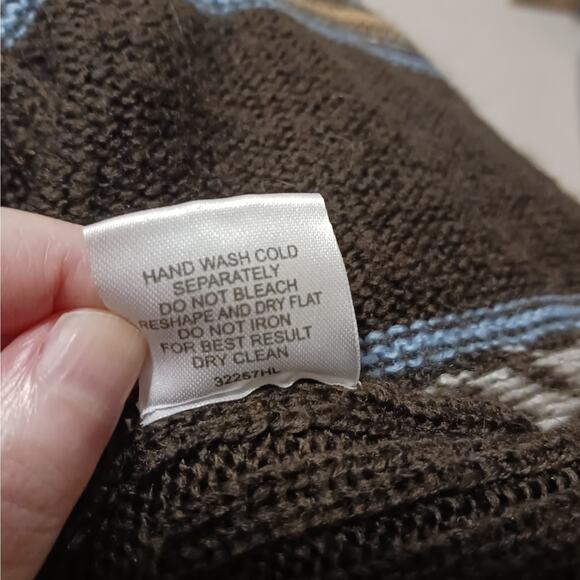 HAND WASH COLD
SEPARATELY
DO NOT BLEACH
RESHAPE AND DRY FLAT
DO NOT IRON
FOR BEST RESULT
DRY CLEAN
32257HL